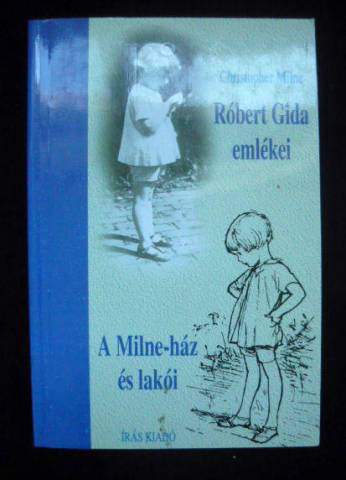 Christopher Milne
Róbert Gida
emlékei
A Milne-ház
és lakói
ÍRÁS KIADÓ